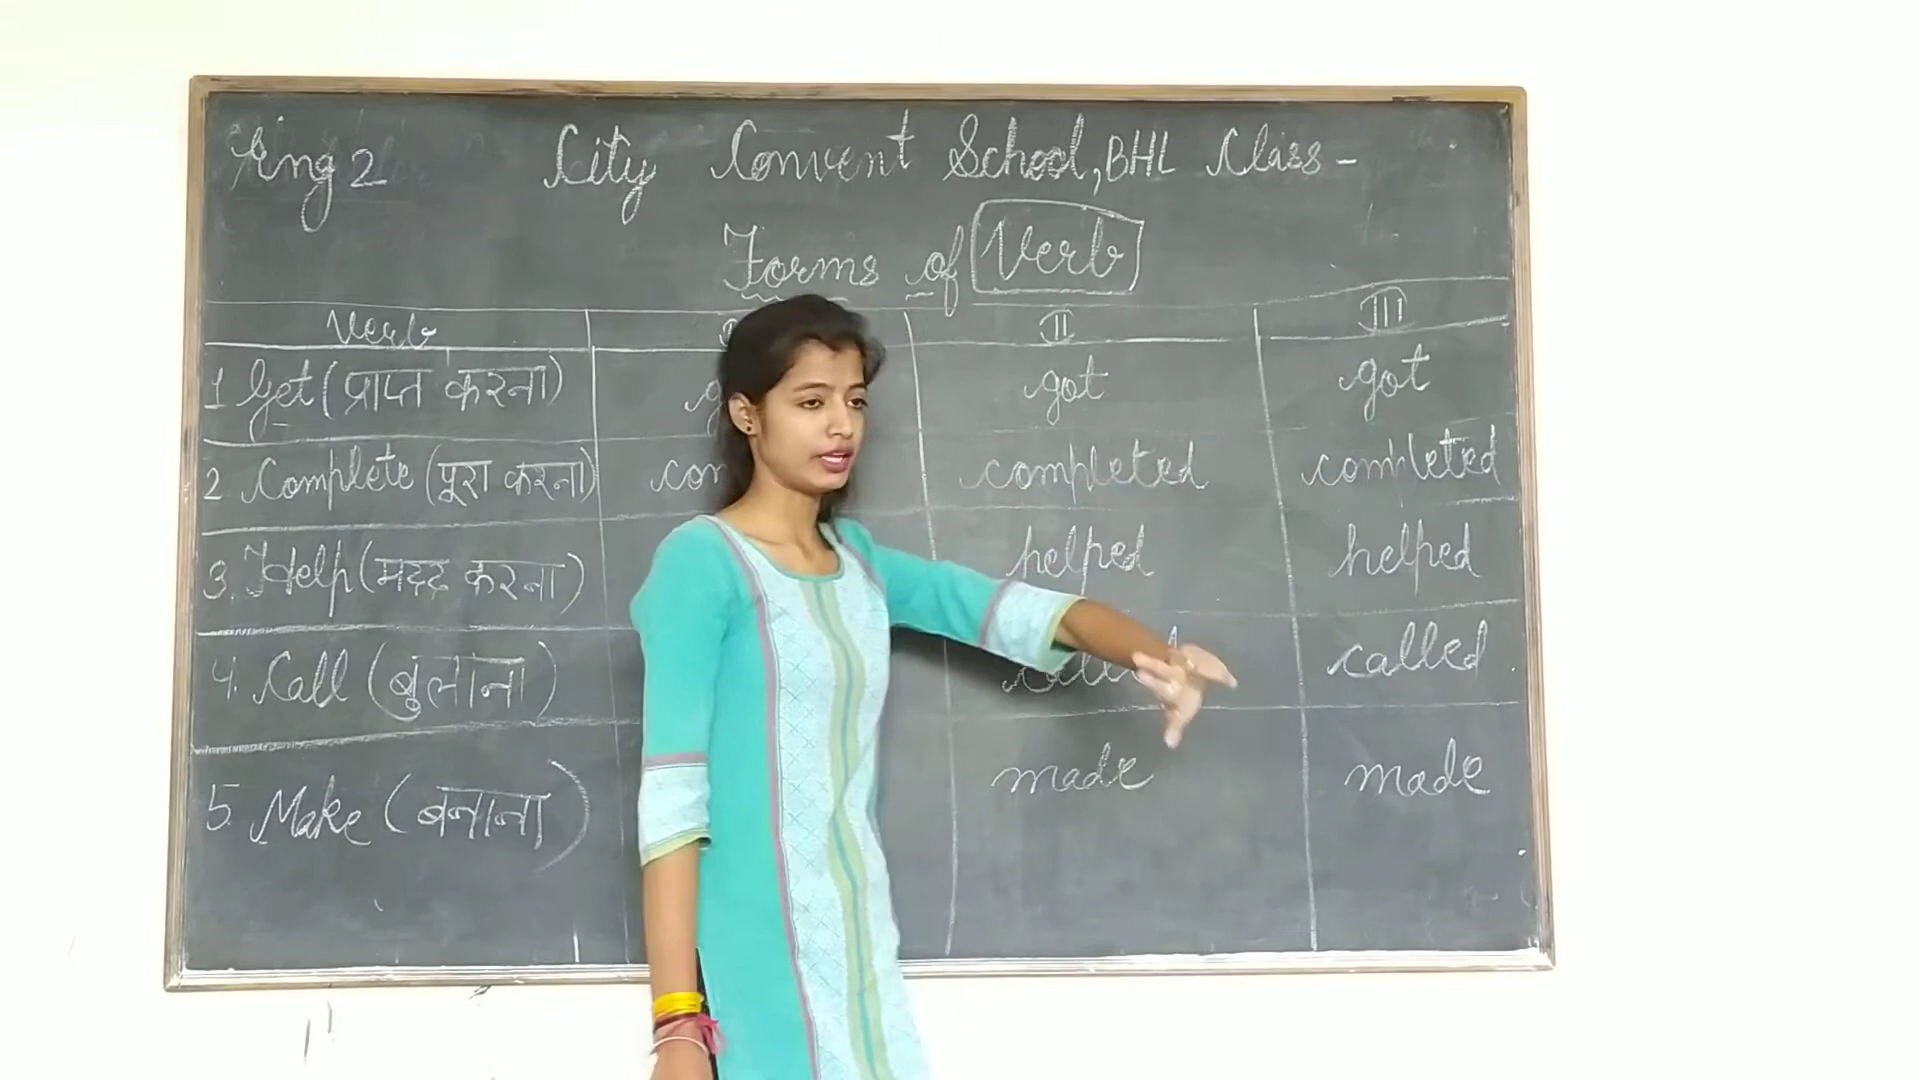 Eng 2 City Convent School, BHL Class -
Forms of Verb
Verb II III
1 Get (प्राप्त करना) got got
2 Complete (पूरा करना) completed completed
3. Help (मदद करना) helped helped
4. Call (बुलाना) called
5. Make (बनाना) made made